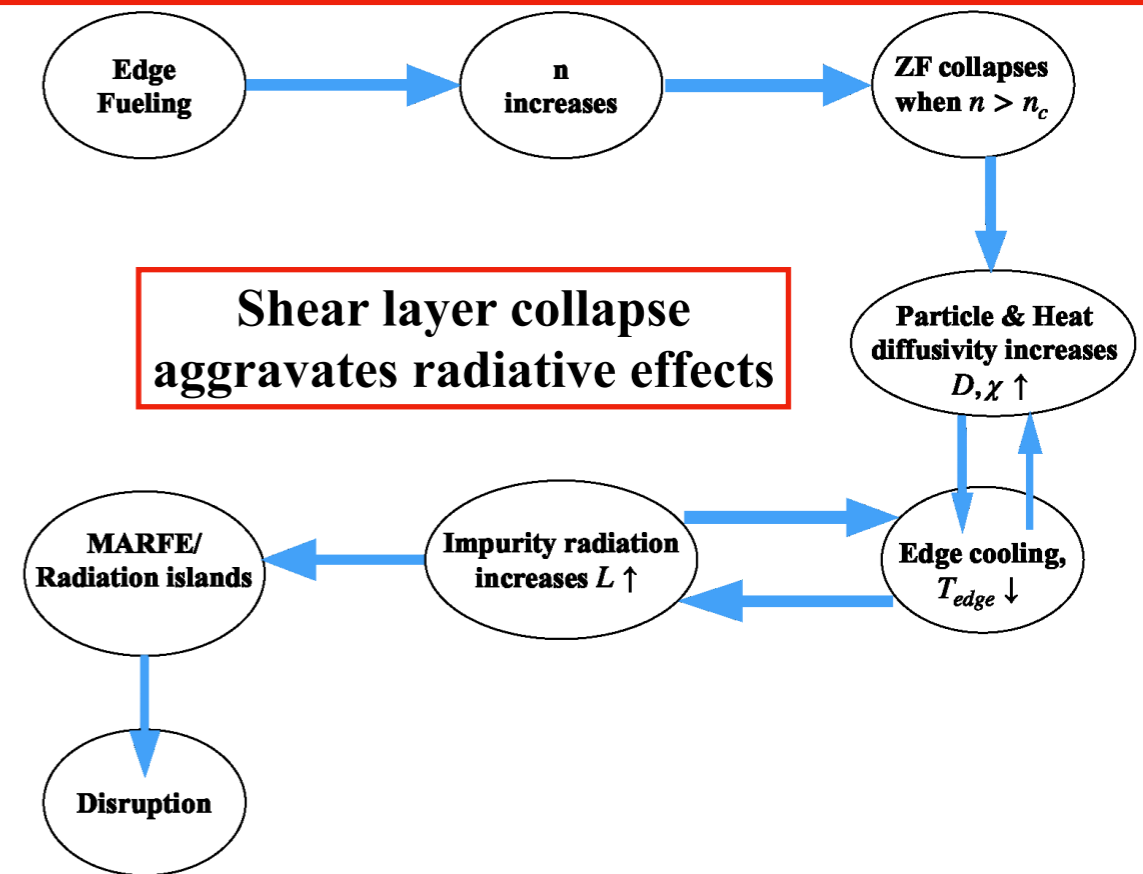 Edge
Fueling
n
increases
ZF collapses
when n > n_c
Particle & Heat
diffusivity increases
D, χ ↑
Shear layer collapse
aggravates radiative effects
MARFE/
Radiation islands
Impurity radiation
increases L ↑
Edge cooling,
T_edge ↓
Disruption